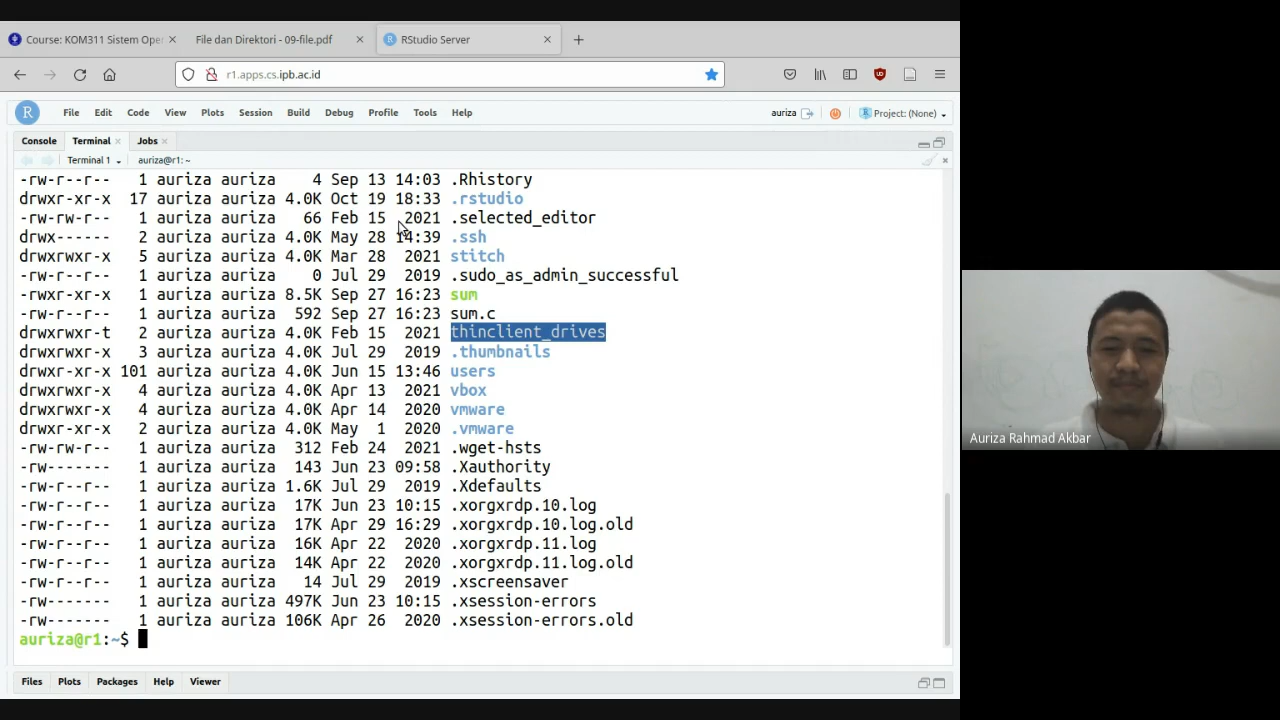 Course: KOM311 Sistem Oper
File dan Direktori - 09-file.pdf
RStudio Server
r1.apps.cs.ipb.ac.id
R File Edit Code View Plots Session Build Debug Profile Tools Help auriza Project: (None)
Console Terminal Jobs
Terminal 1 auriza@r1: ~
-rw-r--r-- 1 auriza auriza 4 Sep 13 14:03 .Rhistory
drwxr-xr-x 17 auriza auriza 4.0K Oct 19 18:33 .rstudio
-rw-rw-r-- 1 auriza auriza 66 Feb 15 2021 .selected_editor
drwx------ 2 auriza auriza 4.0K May 28 14:39 .ssh
drwxrwxr-x 5 auriza auriza 4.0K Mar 28 2021 stitch
-rw-r--r-- 1 auriza auriza 0 Jul 29 2019 .sudo_as_admin_successful
-rwxr-xr-x 1 auriza auriza 8.5K Sep 27 16:23 sum
-rw-r--r-- 1 auriza auriza 592 Sep 27 16:23 sum.c
drwxrwxr-t 2 auriza auriza 4.0K Feb 15 2021 thinclient_drives
drwxr-xr-x 3 auriza auriza 4.0K Jul 29 2019 .thumbnails
drwxr-xr-x 101 auriza auriza 4.0K Jun 15 13:46 users
drwxrwxr-x 4 auriza auriza 4.0K Apr 13 2021 vbox
drwxrwxr-x 4 auriza auriza 4.0K Apr 14 2020 vmware
drwxrwxr-x 2 auriza auriza 4.0K May 1 2020 .vmware
-rw-rw-r-- 1 auriza auriza 312 Feb 24 2021 .wget-hsts
-rw------- 1 auriza auriza 143 Jun 23 09:58 .Xauthority
-rw-r--r-- 1 auriza auriza 1.6K Jul 29 2019 .Xdefaults
-rw-r--r-- 1 auriza auriza 17K Jun 23 10:15 .xorgxrdp.10.log
-rw-r--r-- 1 auriza auriza 17K Apr 29 16:29 .xorgxrdp.10.log.old
-rw-r--r-- 1 auriza auriza 16K Apr 22 2020 .xorgxrdp.11.log
-rw-r--r-- 1 auriza auriza 14K Apr 22 2020 .xorgxrdp.11.log.old
-rw-r--r-- 1 auriza auriza 14 Jul 29 2019 .xscreensaver
-rw------- 1 auriza auriza 497K Jun 23 10:15 .xsession-errors
-rw------- 1 auriza auriza 106K Apr 26 2020 .xsession-errors.old
auriza@r1:~$
Files Plots Packages Help Viewer
Auriza Rahmad Akbar